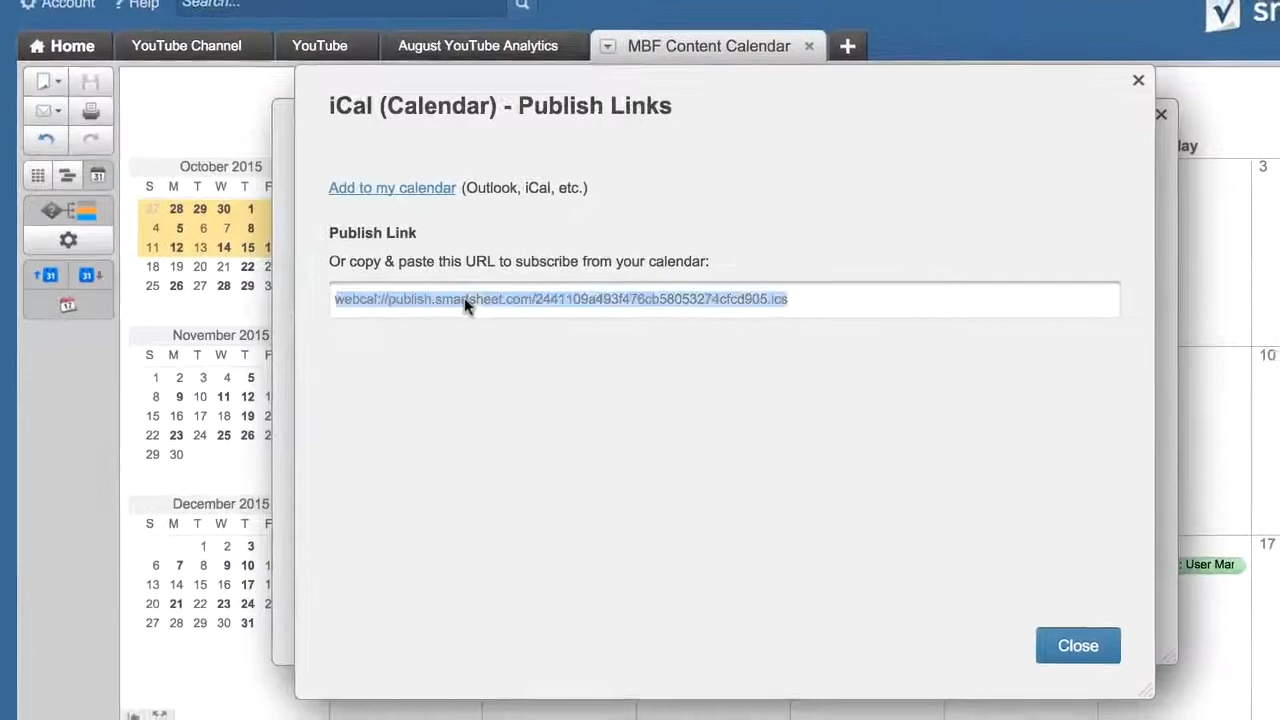 Account ? Help Search...
Home YouTube Channel YouTube August YouTube Analytics MBF Content Calendar × +
iCal (Calendar) - Publish Links
Add to my calendar (Outlook, iCal, etc.)
Publish Link
Or copy & paste this URL to subscribe from your calendar:
webcal://publish.smartsheet.com/2441109a493f476cb58053274cfcd905.ics
Close
October 2015
S M T W T F
27 28 29 30 1
4 5 6 7 8
11 12 13 14 15 1
18 19 20 21 22 2
25 26 27 28 29 3
November 2015
S M T W T F
1 2 3 4 5
8 9 10 11 12 1
15 16 17 18 19 2
22 23 24 25 26 2
29 30
December 2015
S M T W T F
1 2 3
6 7 8 9 10 1
13 14 15 16 17 1
20 21 22 23 24 2
27 28 29 30 31
31 31
31
17
lay
3
10
17
: User Mar
sr